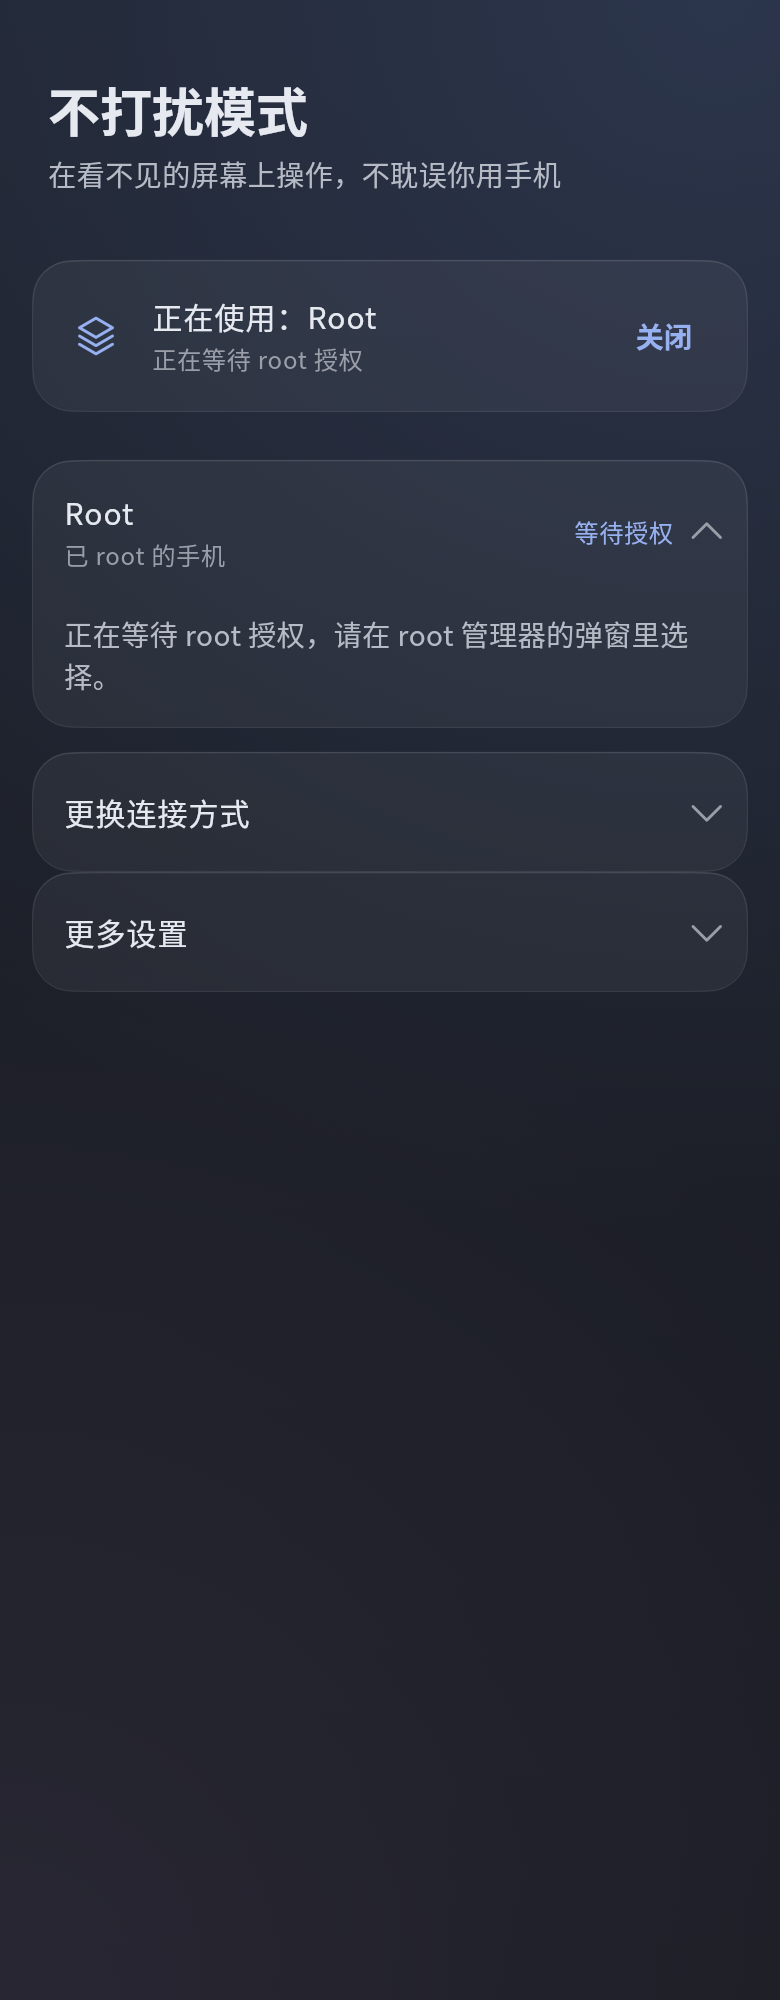 不打扰模式
在看不见的屏幕上操作，不耽误你用手机
正在使用：Root
正在等待 root 授权
关闭
Root
已 root 的手机
等待授权
正在等待 root 授权，请在 root 管理器的弹窗里选
择。
更换连接方式
更多设置